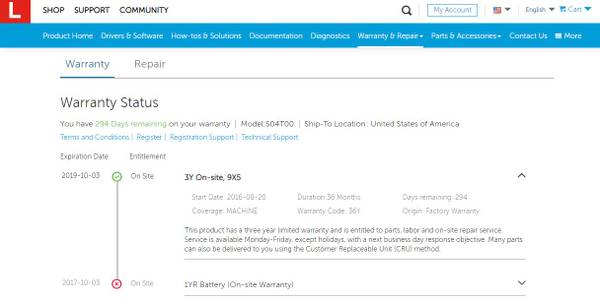 L SHOP SUPPORT COMMUNITY My Account English Cart
Product Home Drivers & Software How-tos & Solutions Documentation Diagnostics Warranty & Repair Parts & Accessories Contact Us More
Warranty Repair
Warranty Status
You have 294 Days remaining on your warranty | Model:S04T00: | Ship-To Location: United States of America
Terms and Conditions | Register | Registration Support | Technical Support
Expiration Date Entitlement
2019-10-03 On Site 3Y On-site, 9X5
Start Date: 2016-08-20 Duration:36 Months Days remaining: 294
Coverage: MACHINE Warranty Code: 36Y Origin: Factory Warranty
This product has a three year limited warranty and is entitled to parts, labor and on-site repair service.
Service is available Monday-Friday, except holidays, with a next business day response objective. Many parts
can also be delivered to you using the Customer Replaceable Unit (CRU) method.
2017-10-03 On Site 1YR Battery (On-site Warranty)